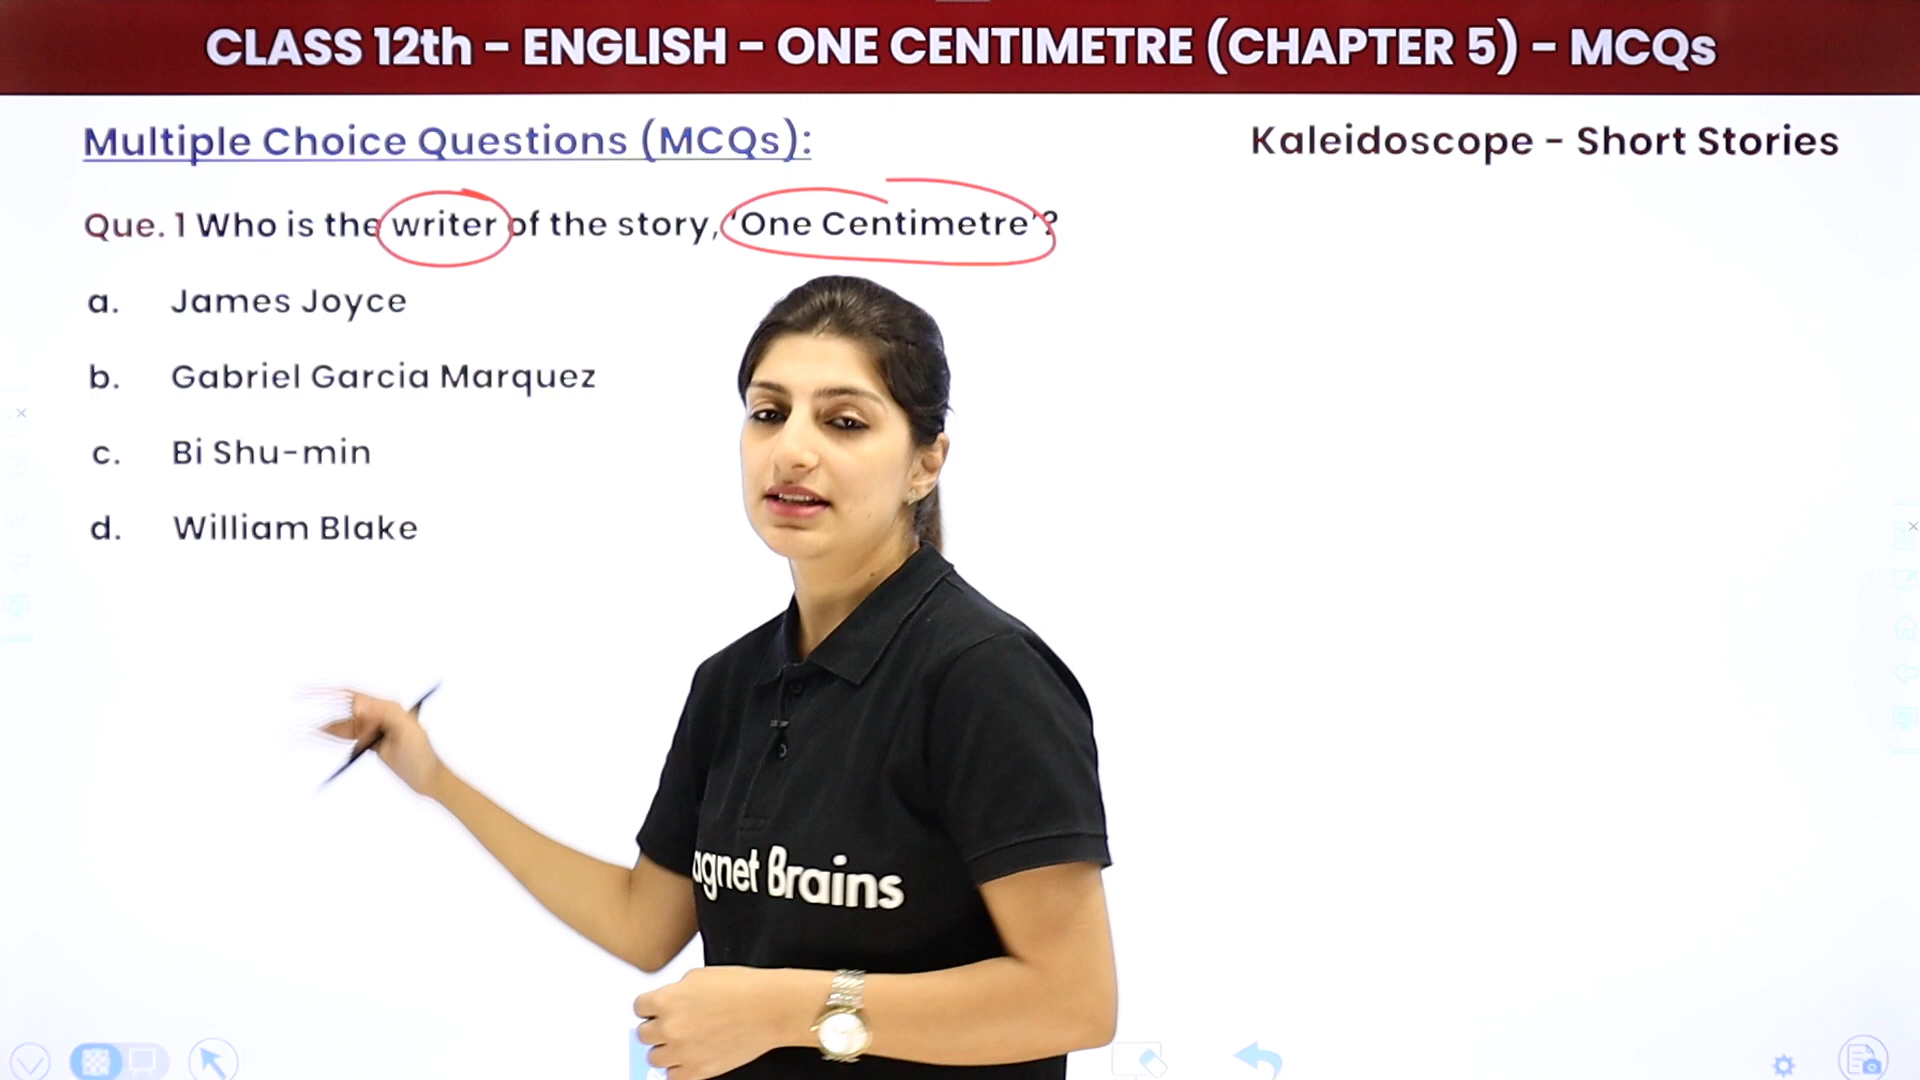 CLASS 12th - ENGLISH - ONE CENTIMETRE (CHAPTER 5) - MCQs
Multiple Choice Questions (MCQs):
Kaleidoscope - Short Stories
Que. 1 Who is the writer of the story, 'One Centimetre'?
a. James Joyce
b. Gabriel Garcia Marquez
c. Bi Shu-min
d. William Blake
agnet Brains